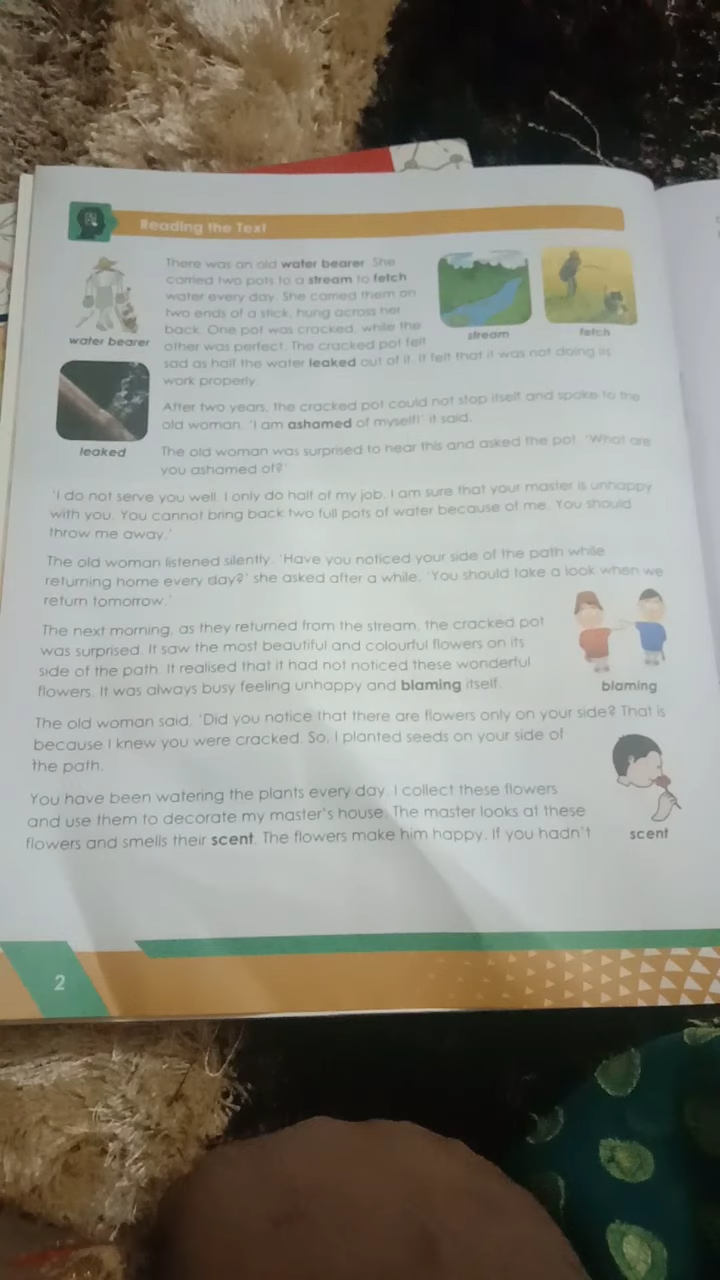 Reading the Text
There was an old water bearer. She
carried two pots to a stream to fetch
water every day. She carried them on
two ends of a stick, hung across her
back. One pot was cracked, while the
other was perfect. The cracked pot felt
sad as half the water leaked out of it. It felt that it was not doing its
work properly.
water bearer
stream
fetch
leaked
After two years, the cracked pot could not stop itself and spoke to the
old woman. 'I am ashamed of myself!' it said.
The old woman was surprised to hear this and asked the pot, 'What are
you ashamed of?'
'I do not serve you well. I only do half of my job. I am sure that your master is unhappy
with you. You cannot bring back two full pots of water because of me. You should
throw me away.'
The old woman listened silently. 'Have you noticed your side of the path while
returning home every day?' she asked after a while. 'You should take a look when we
return tomorrow.'
The next morning, as they returned from the stream, the cracked pot
was surprised. It saw the most beautiful and colourful flowers on its
side of the path. It realised that it had not noticed these wonderful
flowers. It was always busy feeling unhappy and blaming itself.
blaming
The old woman said, 'Did you notice that there are flowers only on your side? That is
because I knew you were cracked. So, I planted seeds on your side of
the path.
You have been watering the plants every day. I collect these flowers
and use them to decorate my master's house. The master looks at these
flowers and smells their scent. The flowers make him happy. If you hadn't
scent
2